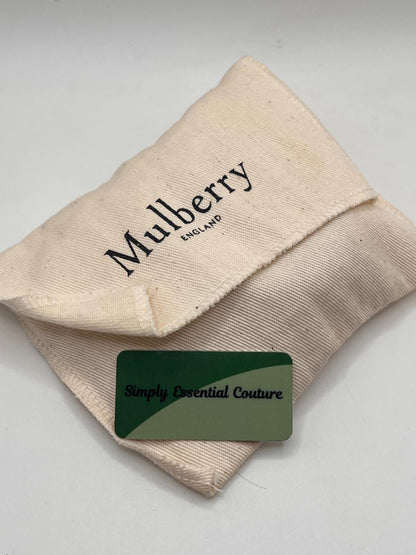 Mulberry
ENGLAND
Simply Essential Couture